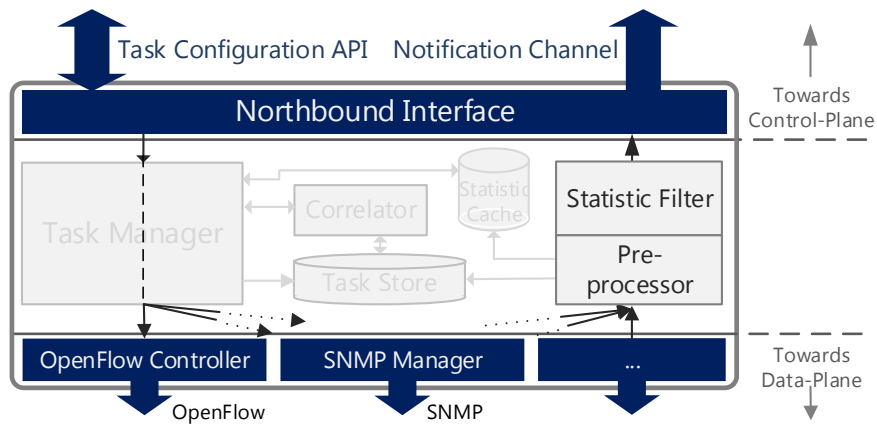 Task Configuration API
Notification Channel
Northbound Interface
Towards
Control-Plane
Task Manager
Correlator
Statistic
Cache
Task Store
Statistic Filter
Pre-
processor
OpenFlow Controller
SNMP Manager
...
Towards
Data-Plane
OpenFlow
SNMP